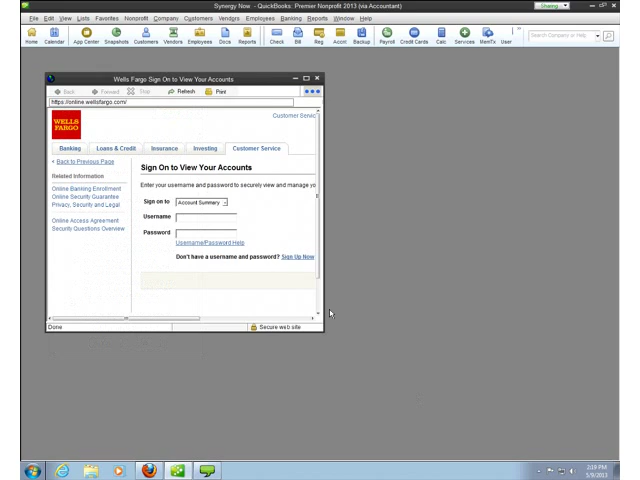 Synergy Now - QuickBooks: Premier Nonprofit 2013 (via Accountant)
Sharing
File Edit View Lists Favorites Nonprofit Company Customers Vendors Employees Banking Reports Window Help
Home Calendar App Center Snapshots Customers Vendors Employees Docs Reports Check Bill Reg Accnt Backup Payroll Credit Cards Calc Services MemTx User
Search Company or Help
Wells Fargo Sign On to View Your Accounts
Back Forward Stop Refresh Print
https://online.wellsfargo.com/
WELLS
FARGO
Customer Servic
Banking Loans & Credit Insurance Investing Customer Service
Back to Previous Page
Related Information
Online Banking Enrollment
Online Security Guarantee
Privacy, Security and Legal
Online Access Agreement
Security Questions Overview
Sign On to View Your Accounts
Enter your username and password to securely view and manage yo
Sign on to Account Summary
Username
Password
Username/Password Help
Don't have a username and password? Sign Up Now
Done
Secure web site
2:19 PM
5/9/2013